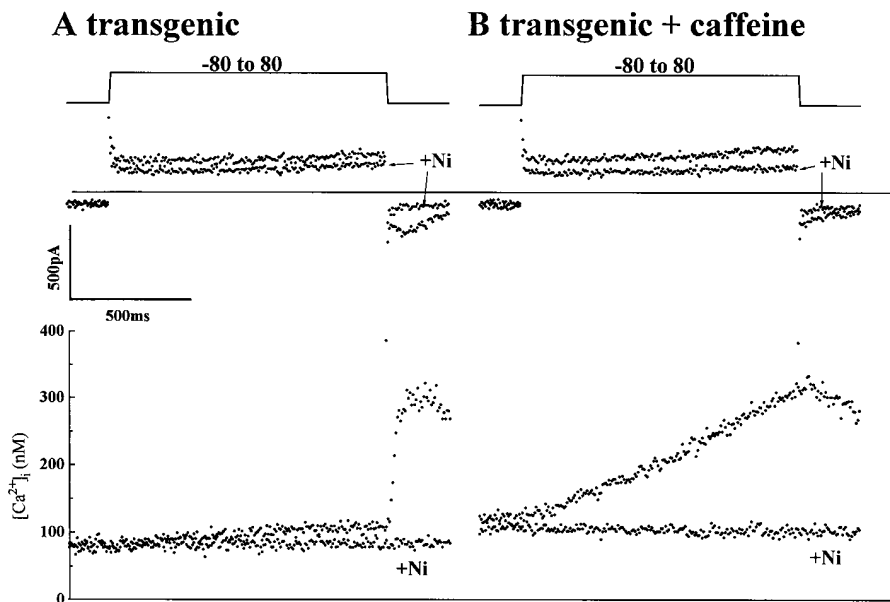 A transgenic
B transgenic + caffeine
-80 to 80
-80 to 80
+Ni
+Ni
500pA
500ms
400
300
200
100
0
[Ca2+]i (nM)
+Ni
+Ni